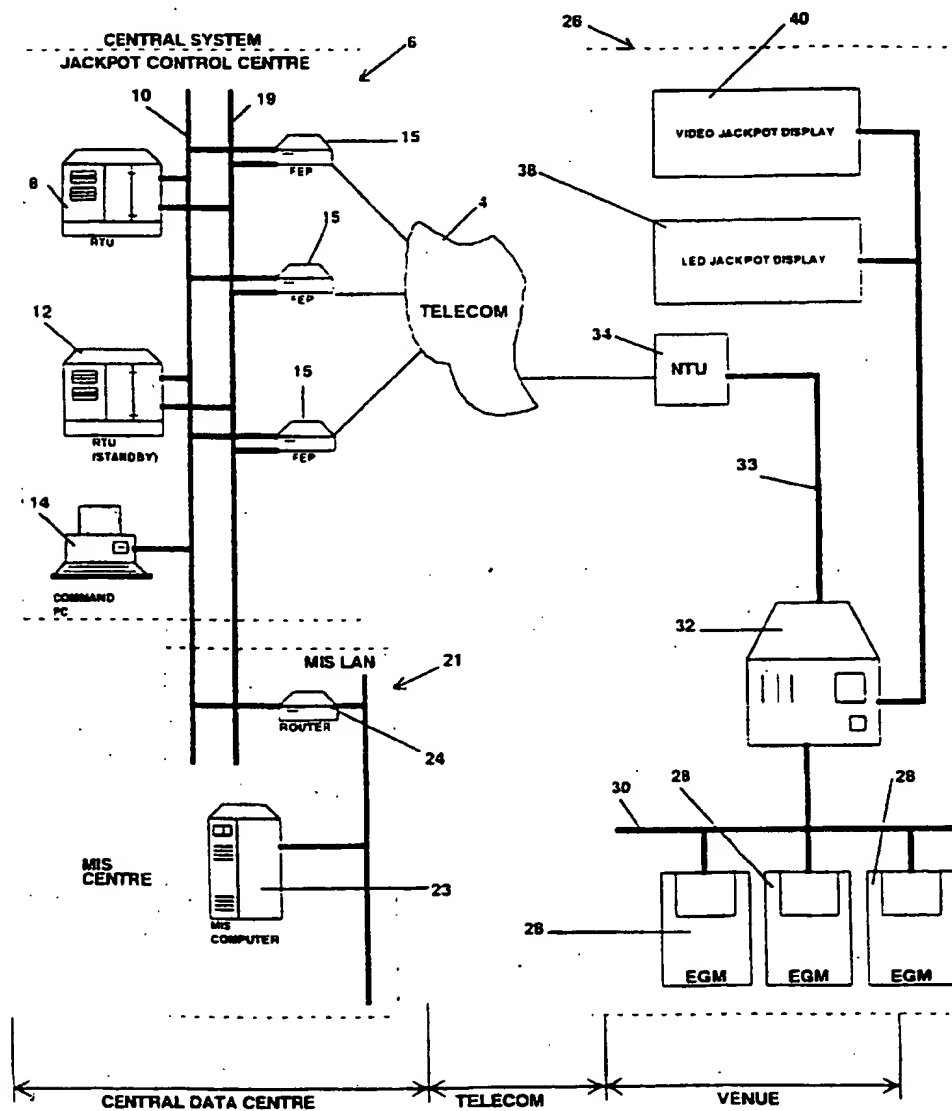 CENTRAL SYSTEM
JACKPOT CONTROL CENTRE
6
26
40
10
19
15
VIDEO JACKPOT DISPLAY
FEP
8
RTU
4
38
15
LED JACKPOT DISPLAY
FEP
TELECOM
12
34
NTU
15
RTU
(STANDBY)
FEP
33
14
COMMAND
PC
32
MIS LAN
21
ROUTER
24
30
28
28
MIS
CENTRE
23
28
MIS
COMPUTER
EGM
EGM
EGM
CENTRAL DATA CENTRE
TELECOM
VENUE